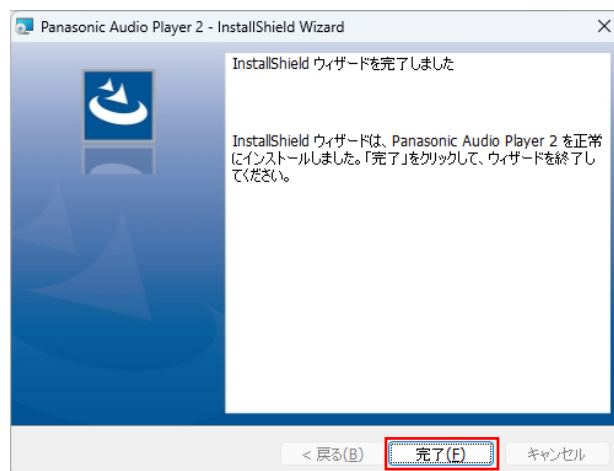 Panasonic Audio Player 2 - InstallShield Wizard
InstallShield ウィザードを完了しました
InstallShield ウィザードは、Panasonic Audio Player 2 を正常
にインストールしました。「完了」をクリックして、ウィザードを終了し
てください。
< 戻る(B)
完了(F)
キャンセル